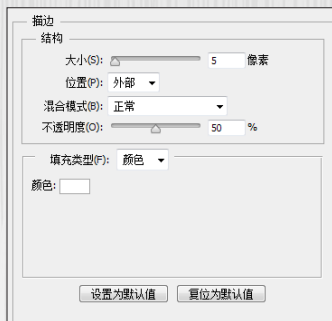 描边
结构
大小(S): 5 像素
位置(P): 外部
混合模式(B): 正常
不透明度(O): 50 %
填充类型(F): 颜色
颜色:
设置为默认值 复位为默认值